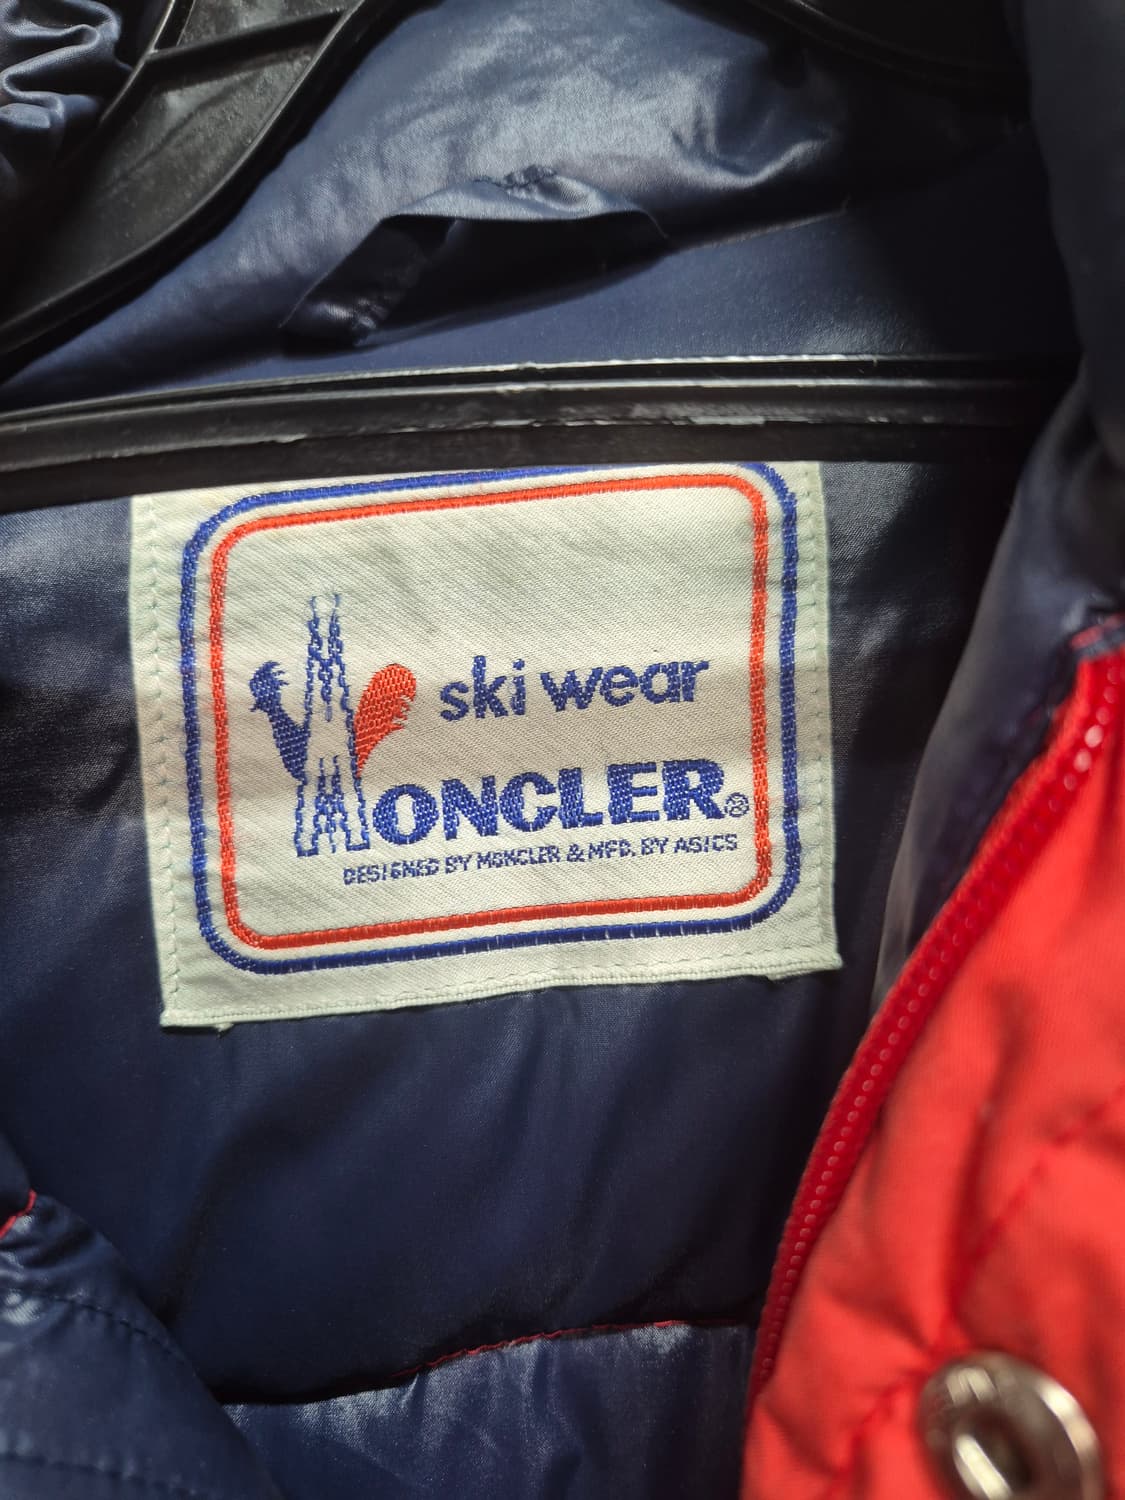 ski wear
MONCLER®
DESIGNED BY MONCLER & MFD. BY ASICS